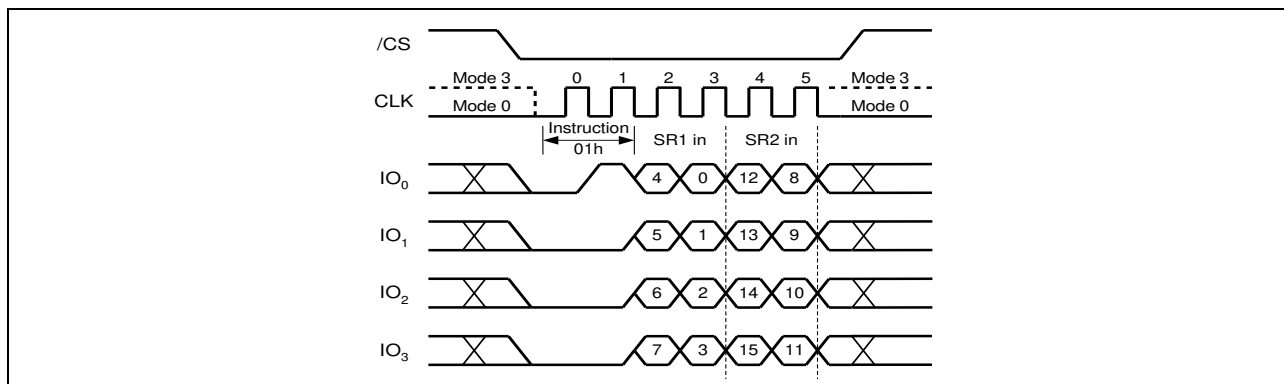 /CS
Mode 3 0 1 2 3 4 5 Mode 3
CLK
Mode 0 Mode 0
Instruction SR1 in SR2 in
01h
IO0 4 0 12 8
IO1 5 1 13 9
IO2 6 2 14 10
IO3 7 3 15 11